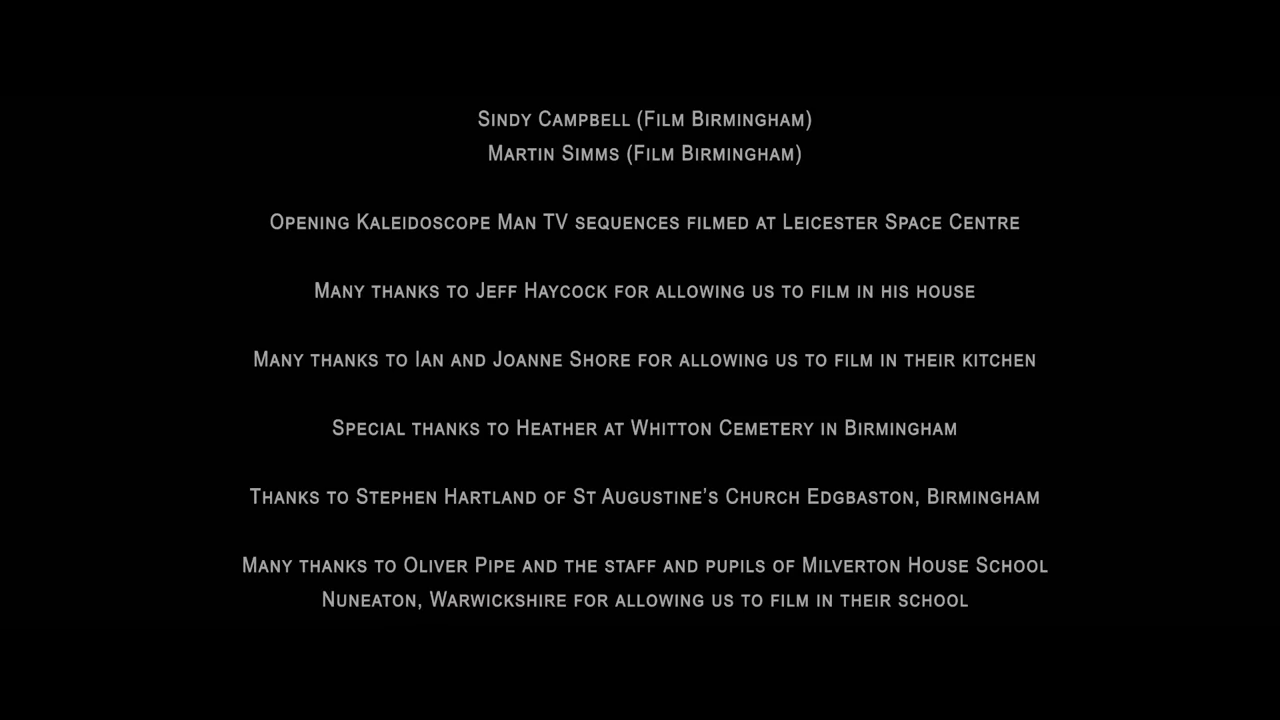 Sindy Campbell (Film Birmingham)
Martin Simms (Film Birmingham)
Opening Kaleidoscope Man TV sequences filmed at Leicester Space Centre
Many thanks to Jeff Haycock for allowing us to film in his house
Many thanks to Ian and Joanne Shore for allowing us to film in their kitchen
Special thanks to Heather at Whitton Cemetery in Birmingham
Thanks to Stephen Hartland of St Augustine’s Church Edgbaston, Birmingham
Many thanks to Oliver Pipe and the staff and pupils of Milverton House School
Nuneaton, Warwickshire for allowing us to film in their school